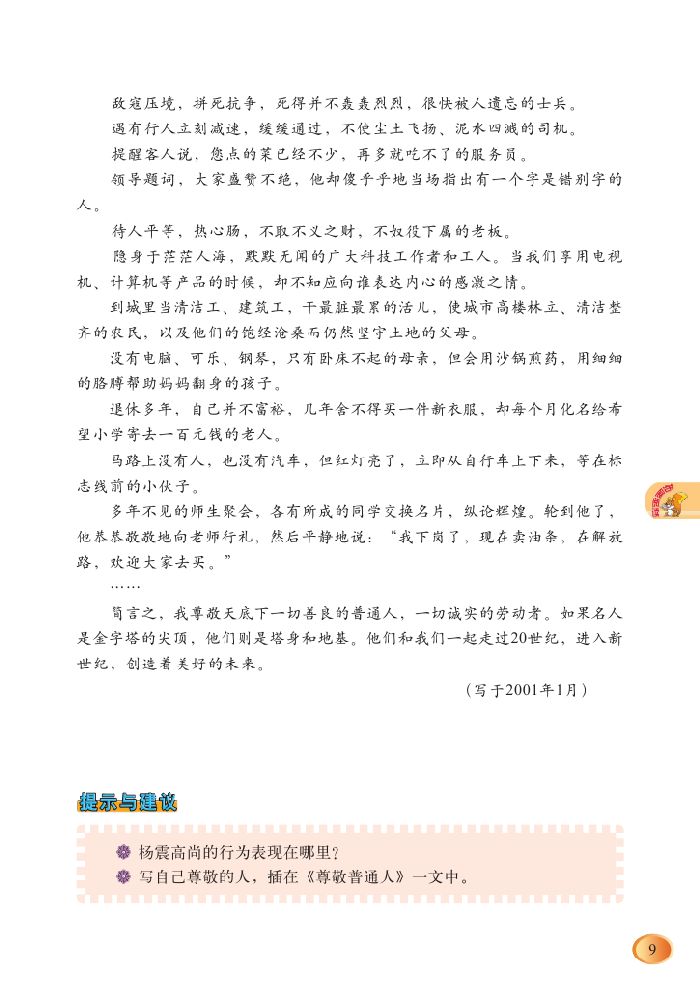 敌寇压境，拼死抗争，死得并不轰轰烈烈，很快被人遗忘的士兵。
遇有行人立刻减速，缓缓通过，不使尘土飞扬、泥水四溅的司机。
提醒客人说，您点的菜已经不少，再多就吃不了的服务员。
领导题词，大家盛赞不绝，他却傻乎乎地当场指出有一个字是错别字的
人。
待人平等，热心肠，不取不义之财，不奴役下属的老板。
隐身于茫茫人海，默默无闻的广大科技工作者和工人。当我们享用电视
机、计算机等产品的时候，却不知应向谁表达内心的感激之情。
到城里当清洁工、建筑工，干最脏最累的活儿，使城市高楼林立、清洁整
齐的农民，以及他们的饱经沧桑而仍然坚守土地的父母。
没有电脑、可乐、钢琴，只有卧床不起的母亲，但会用沙锅煎药，用细细
的胳膊帮助妈妈翻身的孩子。
退休多年，自己并不富裕，几年舍不得买一件新衣服，却每个月化名给希
望小学寄去一百元钱的老人。
马路上没有人，也没有汽车，但红灯亮了，立即从自行车上下来，等在标
志线前的小伙子。
多年不见的师生聚会，各有所成的同学交换名片，纵论辉煌。轮到他了，
他恭恭敬敬地向老师行礼，然后平静地说：“我下岗了，现在卖油条，在解放
路，欢迎大家去买。”
……
简言之，我尊敬天底下一切善良的普通人，一切诚实的劳动者。如果名人
是金字塔的尖顶，他们则是塔身和地基。他们和我们一起走过20世纪，进入新
世纪，创造着美好的未来。
（写于2001年1月）
提示与建议
杨震高尚的行为表现在哪里？
写自己尊敬的人，插在《尊敬普通人》一文中。
9